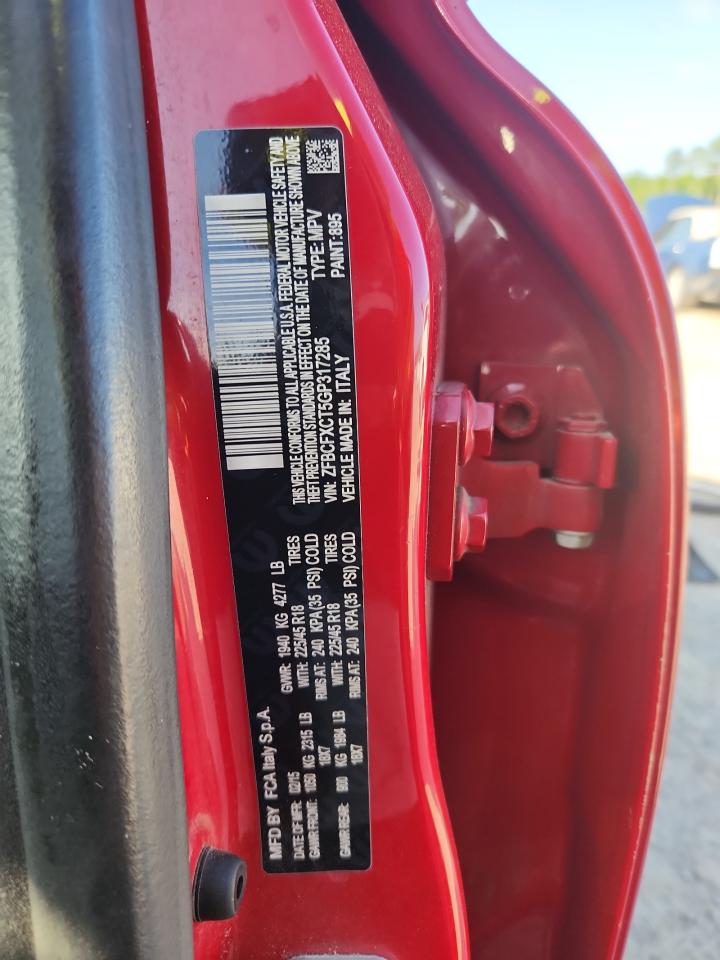 MFD BY FCA Italy S.p.A.
DATE OF MFR: GVWR: 1940 KG 4277 LB
GAWR FRONT: 1050 KG 2315 LB WITH: 225/45 R18 TIRES
18X7 RIMS AT: 240 KPA(35 PSI) COLD
GAWR REAR: 900 KG 1984 LB WITH: 225/45 R18 TIRES
18X7 RIMS AT: 240 KPA(35 PSI) COLD
THIS VEHICLE CONFORMS TO ALL APPLICABLE U.S.A. FEDERAL MOTOR VEHICLE SAFETY AND
THEFT PREVENTION STANDARDS IN EFFECT ON THE DATE OF MANUFACTURE SHOWN ABOVE
VIN: ZFBCFXCT5GP317285 TYPE: MPV
VEHICLE MADE IN: ITALY PAINT: 895